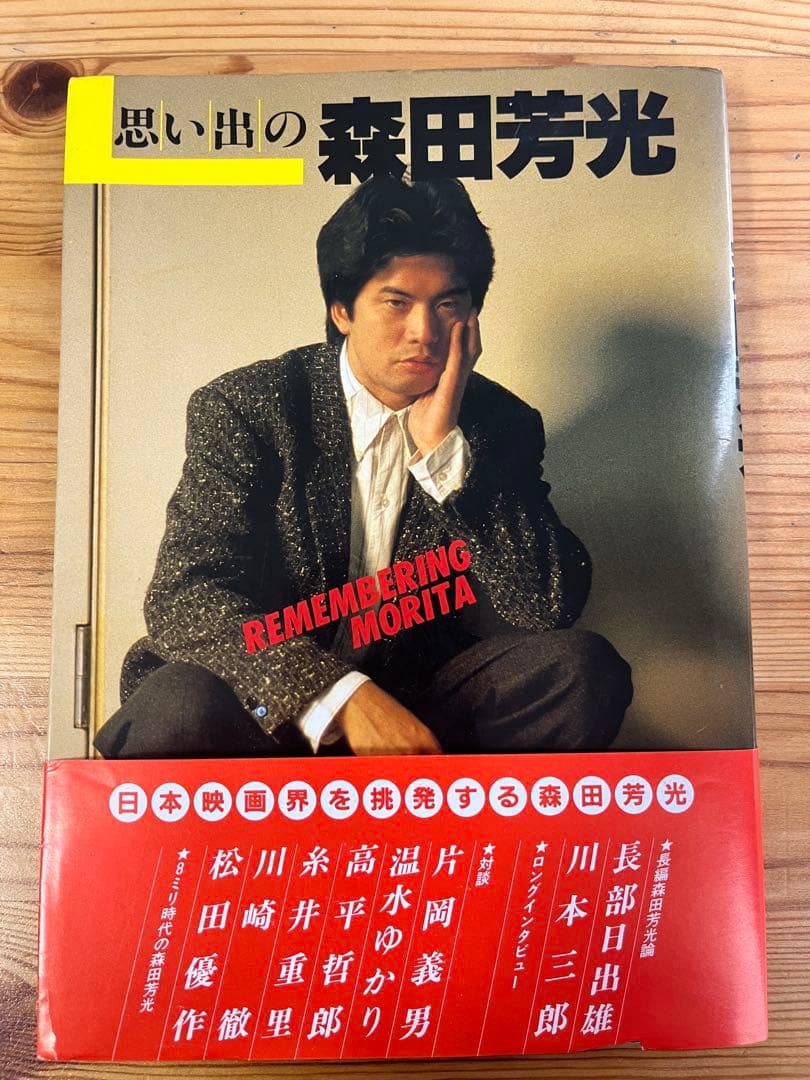 思い出の
森田芳光
REMEMBERING
MORITA
日本映画界を挑発する森田芳光
★長編森田芳光論
長部日出雄
★ロングインタビュー
川本三郎
★対談
片岡義男
温水ゆかり
高平哲郎
糸井重里
川崎徹
松田優作
★8ミリ時代の森田芳光